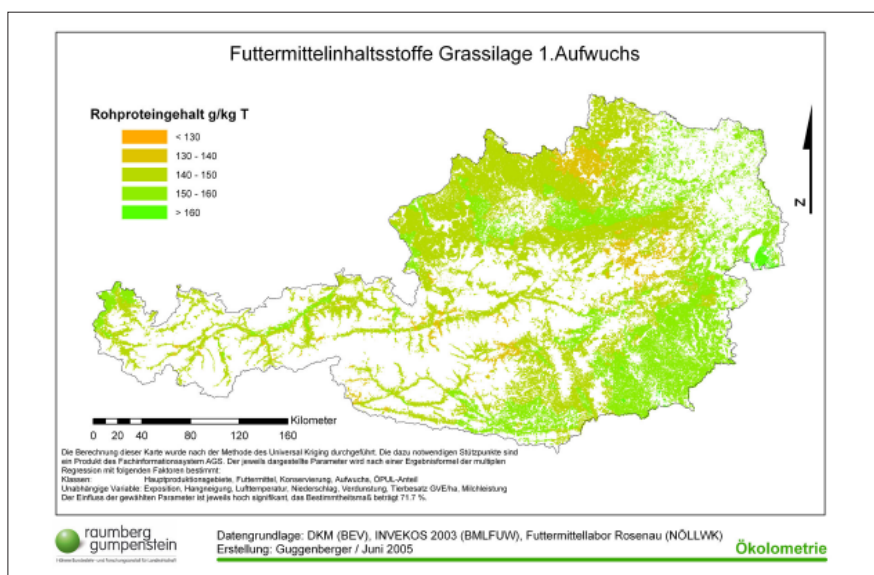 Futtermittelinhaltsstoffe Grassilage 1.Aufwuchs
Rohproteingehalt g/kg T
< 130
130 - 140
140 - 150
150 - 160
> 160
N
Kilometer
0 20 40 80 120 160
Die Berechnung dieser Karte wurde nach der Methode des Universal Kriging durchgeführt. Die dazu notwendigen Stützpunkte sind
ein Produkt des Fachinformationssystem AGS. Der jeweils dargestellte Parameter wird nach einer Ergebnisformel der multiplen
Regression mit folgenden Faktoren bestimmt:
Klassen: Hauptproduktionsgebiete, Futtermittel, Konservierung, Aufwuchs, ÖPUL-Anteil
Unabhängige Variable: Exposition, Hangneigung, Lufttemperatur, Niederschlag, Verdunstung, Tierbesatz GVE/ha, Milchleistung
Der Einfluss der gewählten Parameter ist jeweils hoch signifikant, das Bestimmtheitsmaß beträgt 71.7 %.
raumberg
gumpenstein
Datengrundlage: DKM (BEV), INVEKOS 2003 (BMLFUW), Futtermittellabor Rosenau (NÖLLWK)
Erstellung: Guggenberger / Juni 2005
Ökolometrie